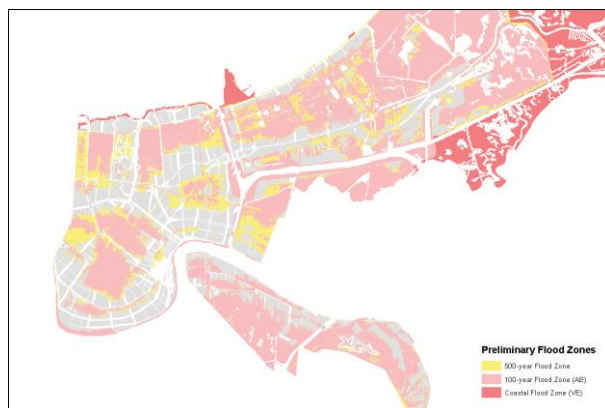 Preliminary Flood Zones
500-year Flood Zone
100-year Flood Zone (AE)
Coastal Flood Zone (VE)